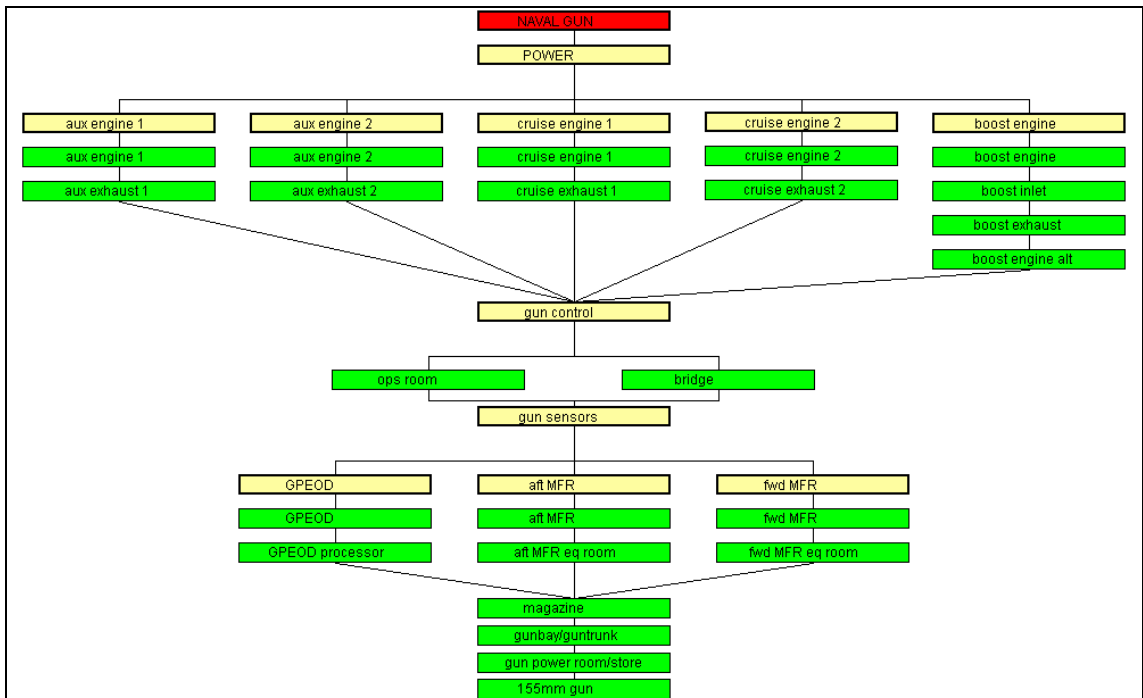 NAVAL GUN
POWER
aux engine 1 aux engine 2 cruise engine 1 cruise engine 2 boost engine
aux engine 1 aux engine 2 cruise engine 1 cruise engine 2 boost engine
aux exhaust 1 aux exhaust 2 cruise exhaust 1 cruise exhaust 2 boost inlet
boost exhaust
boost engine alt
gun control
ops room bridge
gun sensors
GPEOD aft MFR fwd MFR
GPEOD aft MFR fwd MFR
GPEOD processor aft MFR eq room fwd MFR eq room
magazine
gunbay/guntrunk
gun power room/store
155mm gun